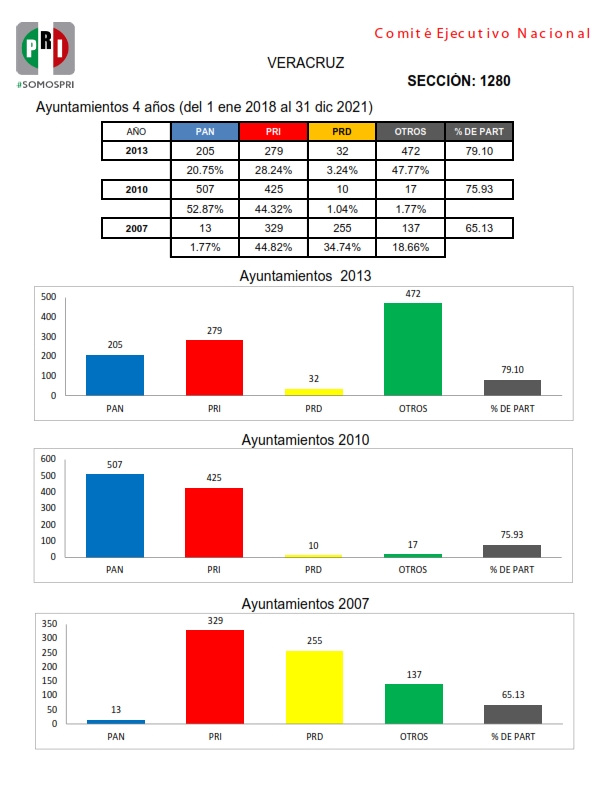 Comité Ejecutivo Nacional
PRI
#SOMOSPRI
VERACRUZ
SECCIÓN: 1280
Ayuntamientos 4 años (del 1 ene 2018 al 31 dic 2021)
AÑO PAN PRI PRD OTROS % DE PART
2013 205 279 32 472 79.10
20.75% 28.24% 3.24% 47.77%
2010 507 425 10 17 75.93
52.87% 44.32% 1.04% 1.77%
2007 13 329 255 137 65.13
1.77% 44.82% 34.74% 18.66%
Ayuntamientos 2013
500
400
300
200
100
0
205 279 32 472 79.10
PAN PRI PRD OTROS % DE PART
Ayuntamientos 2010
600
500
400
300
200
100
0
507 425 10 17 75.93
PAN PRI PRD OTROS % DE PART
Ayuntamientos 2007
350
300
250
200
150
100
50
0
13 329 255 137 65.13
PAN PRI PRD OTROS % DE PART